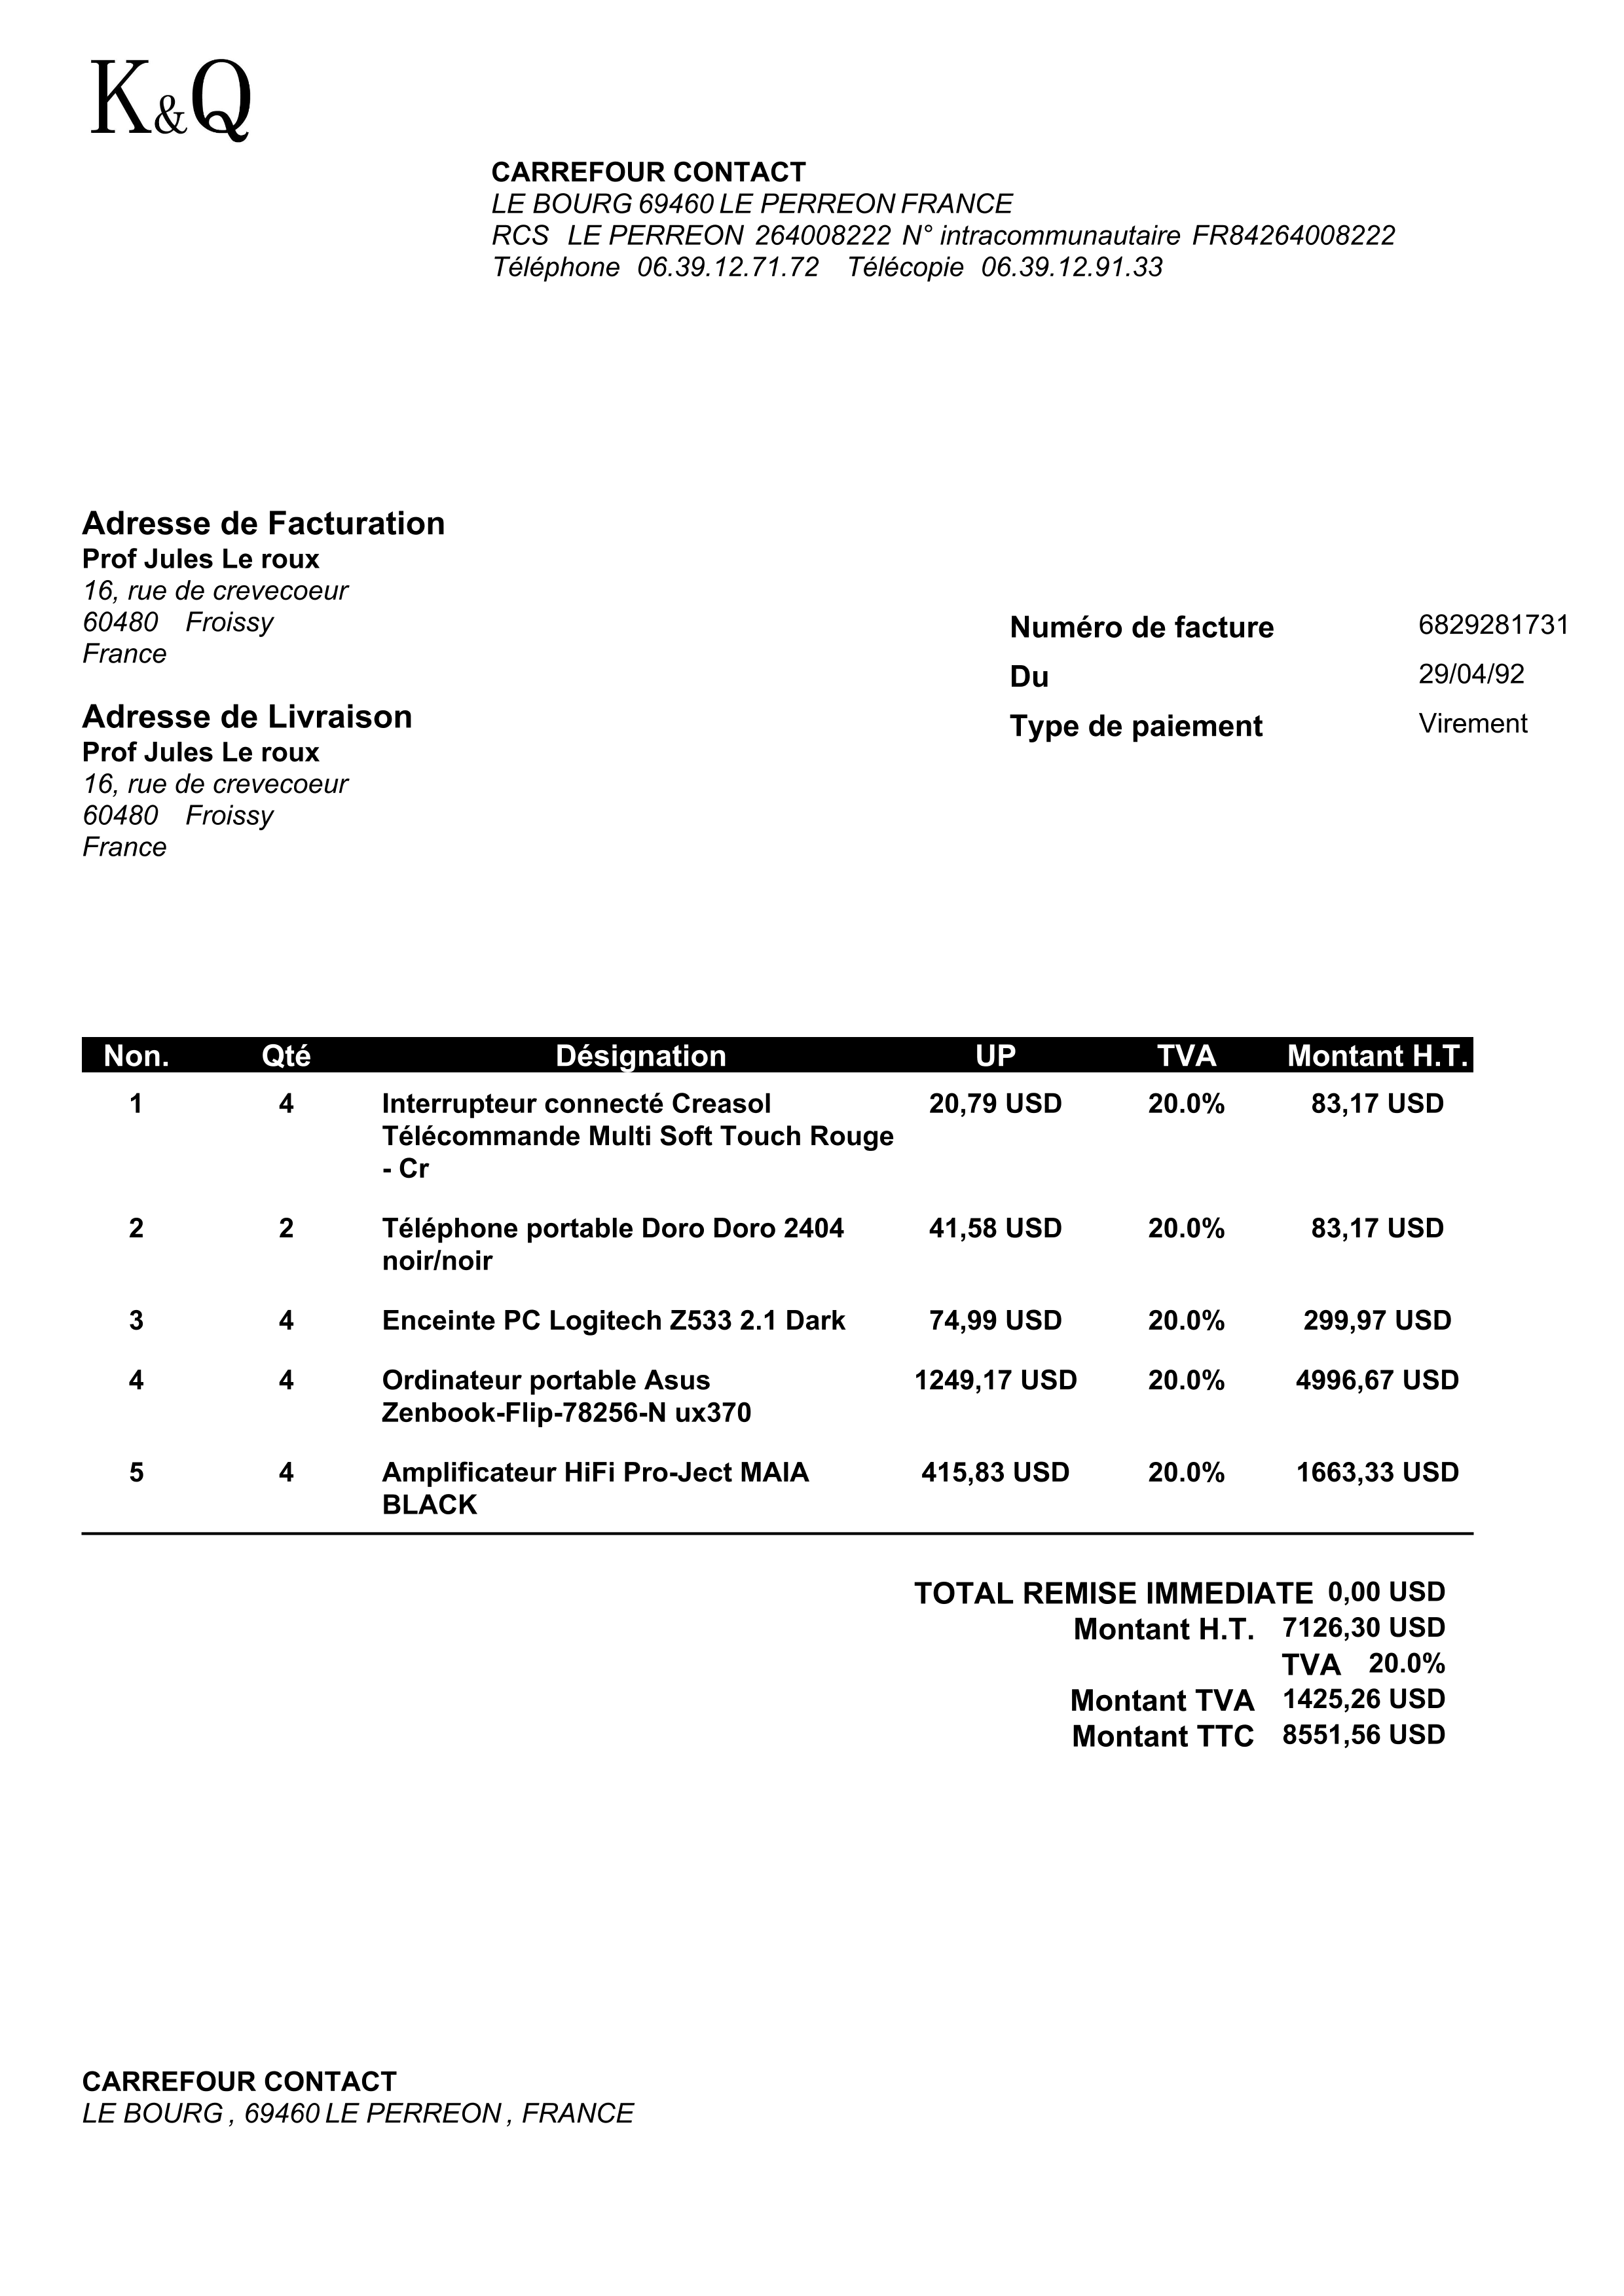 K&Q
CARREFOUR CONTACT
LE BOURG 69460 LE PERREON FRANCE
RCS LE PERREON 264008222 N° intracommunautaire FR84264008222
Téléphone 06.39.12.71.72 Télécopie 06.39.12.91.33
Adresse de Facturation
Prof Jules Le roux
16, rue de crevecoeur
60480 Froissy
France
Adresse de Livraison
Prof Jules Le roux
16, rue de crevecoeur
60480 Froissy
France
Numéro de facture 6829281731
Du 29/04/92
Type de paiement Virement
Non. Qté Désignation UP TVA Montant H.T.
1 4 Interrupteur connecté Creasol 20,79 USD 20.0% 83,17 USD
Télécommande Multi Soft Touch Rouge
- Cr
2 2 Téléphone portable Doro Doro 2404 41,58 USD 20.0% 83,17 USD
noir/noir
3 4 Enceinte PC Logitech Z533 2.1 Dark 74,99 USD 20.0% 299,97 USD
4 4 Ordinateur portable Asus 1249,17 USD 20.0% 4996,67 USD
Zenbook-Flip-78256-N ux370
5 4 Amplificateur HiFi Pro-Ject MAIA 415,83 USD 20.0% 1663,33 USD
BLACK
TOTAL REMISE IMMEDIATE 0,00 USD
Montant H.T. 7126,30 USD
TVA 20.0%
Montant TVA 1425,26 USD
Montant TTC 8551,56 USD
CARREFOUR CONTACT
LE BOURG , 69460 LE PERREON , FRANCE